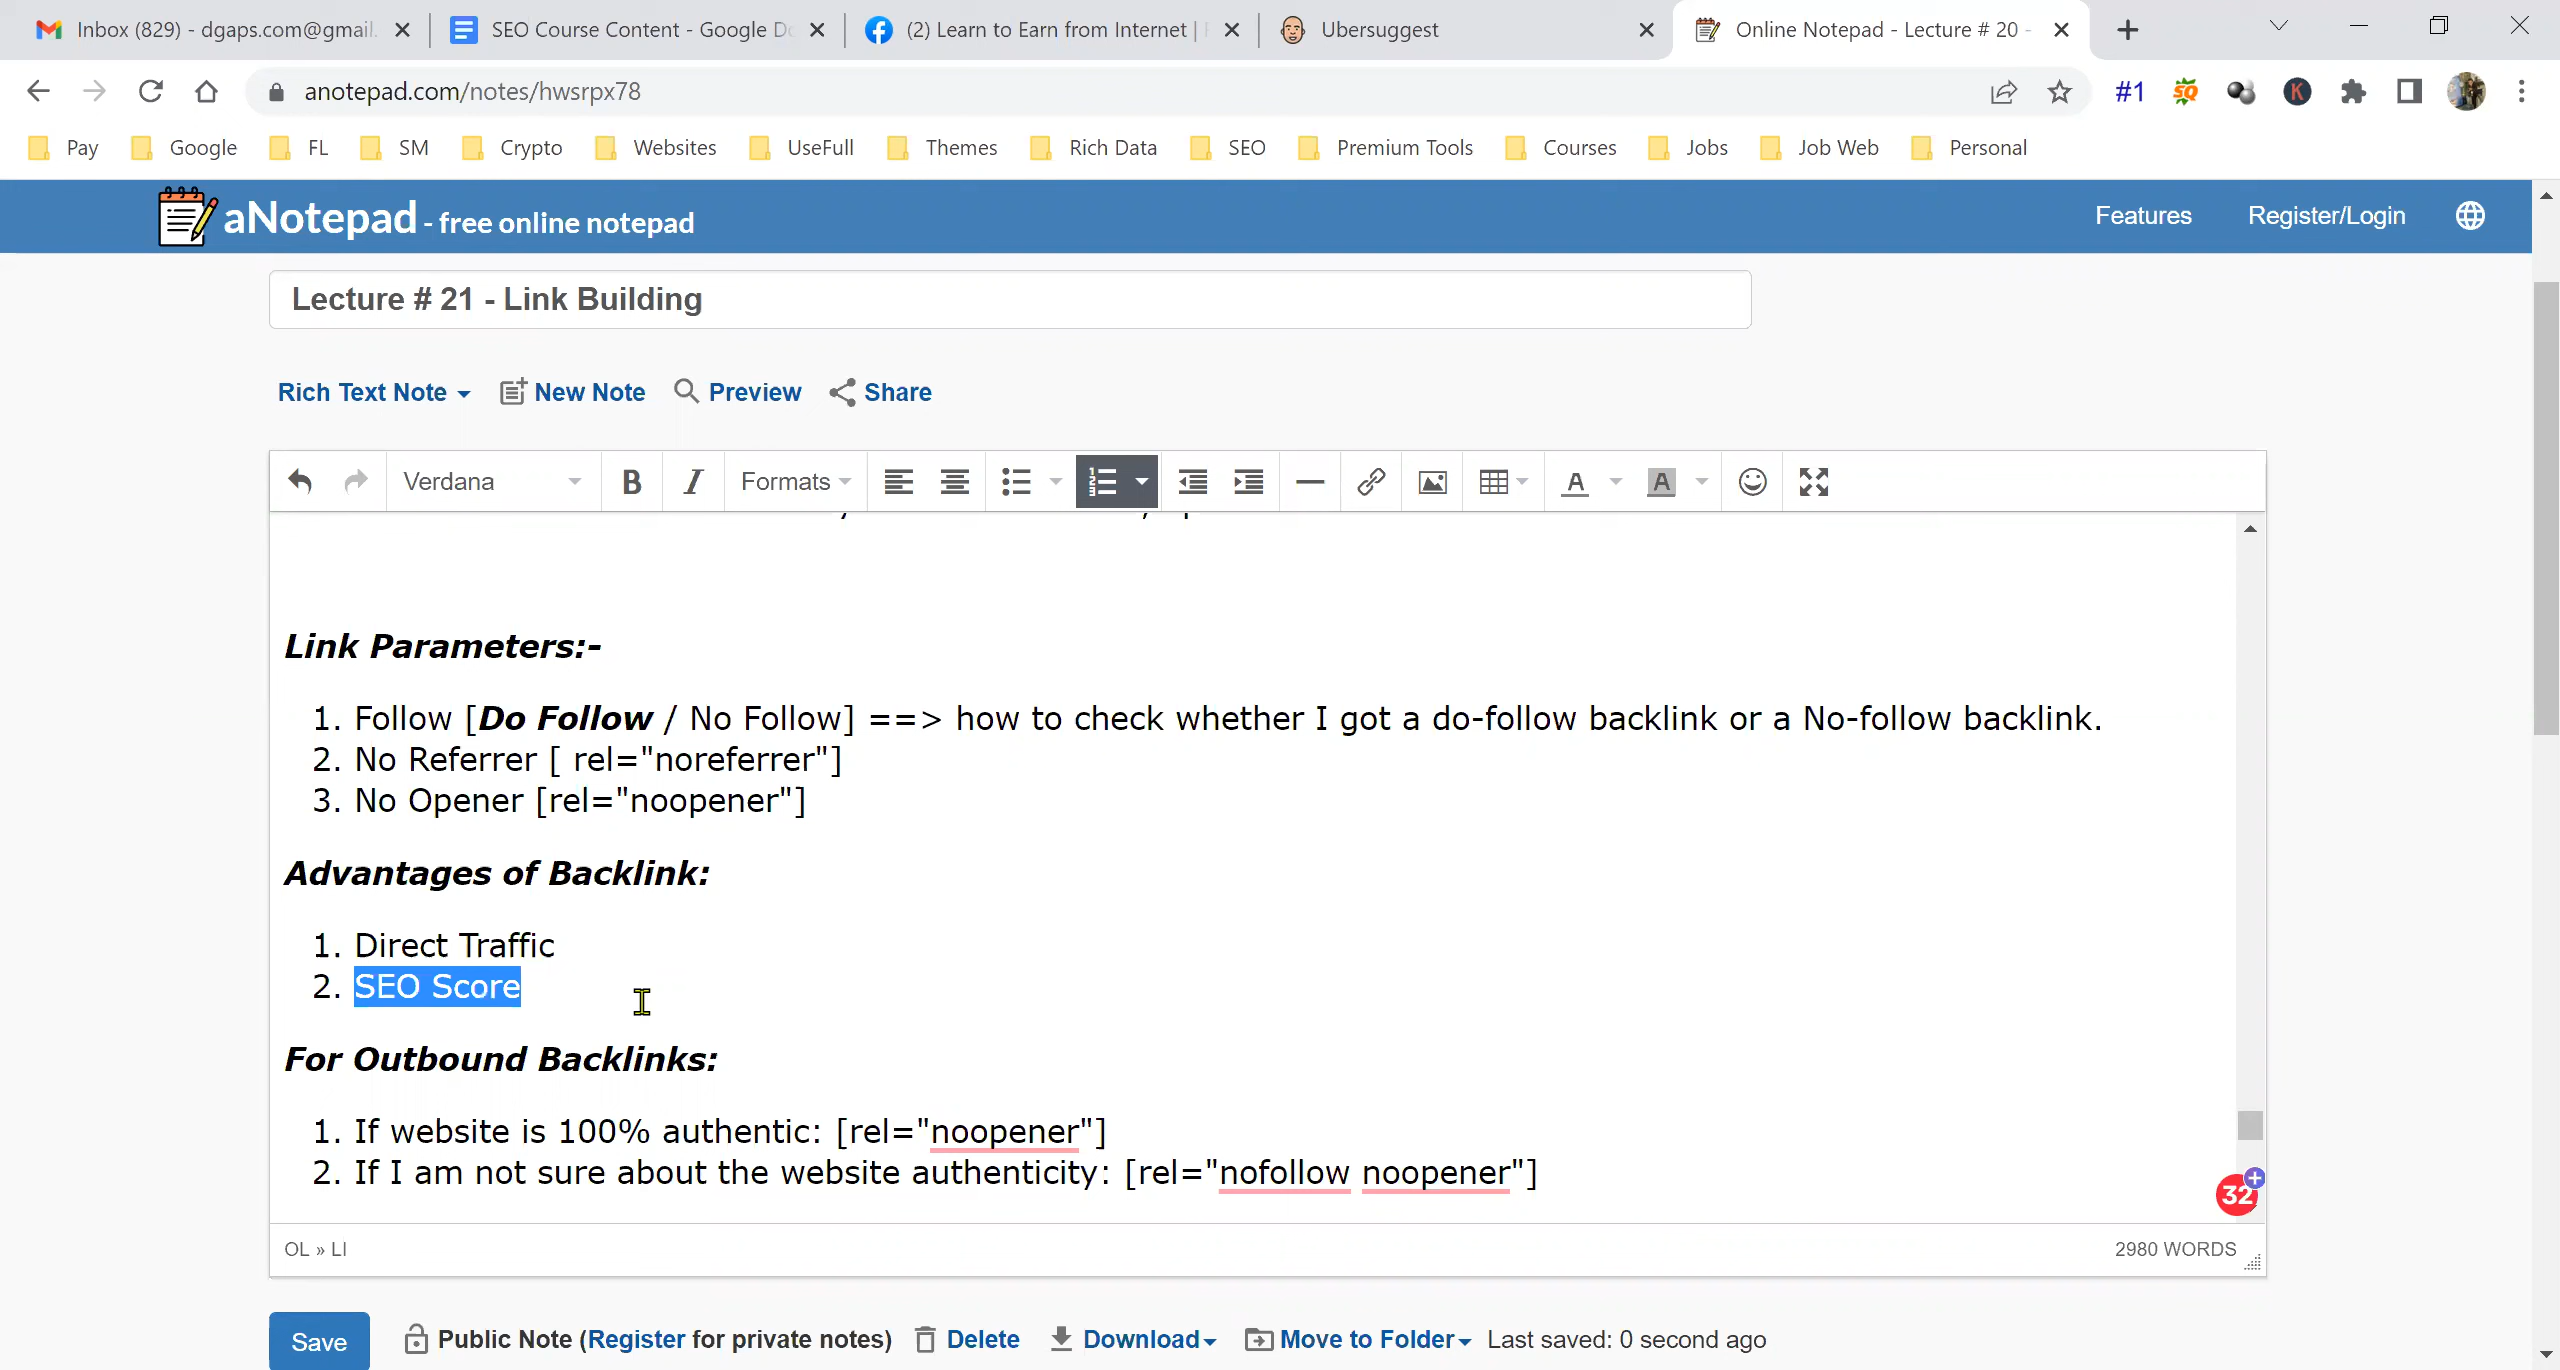 Inbox (829) - dgaps.com@gmail.
SEO Course Content - Google Do
(2) Learn to Earn from Internet |
Ubersuggest
Online Notepad - Lecture # 20 -
anotepad.com/notes/hwsrpx78
#1
SQ
K
Pay
Google
FL
SM
Crypto
Websites
UseFull
Themes
Rich Data
SEO
Premium Tools
Courses
Jobs
Job Web
Personal
aNotepad - free online notepad
Features
Register/Login
Lecture # 21 - Link Building
Rich Text Note
New Note
Preview
Share
Verdana
B
I
Formats
A
A
Link Parameters:-
1. Follow [Do Follow / No Follow] ==> how to check whether I got a do-follow backlink or a No-follow backlink.
2. No Referrer [ rel="noreferrer"]
3. No Opener [rel="noopener"]
Advantages of Backlink:
1. Direct Traffic
2. SEO Score
For Outbound Backlinks:
1. If website is 100% authentic: [rel="noopener"]
2. If I am not sure about the website authenticity: [rel="nofollow noopener"]
32
OL » LI
2980 WORDS
Save
Public Note (Register for private notes)
Delete
Download
Move to Folder
Last saved: 0 second ago